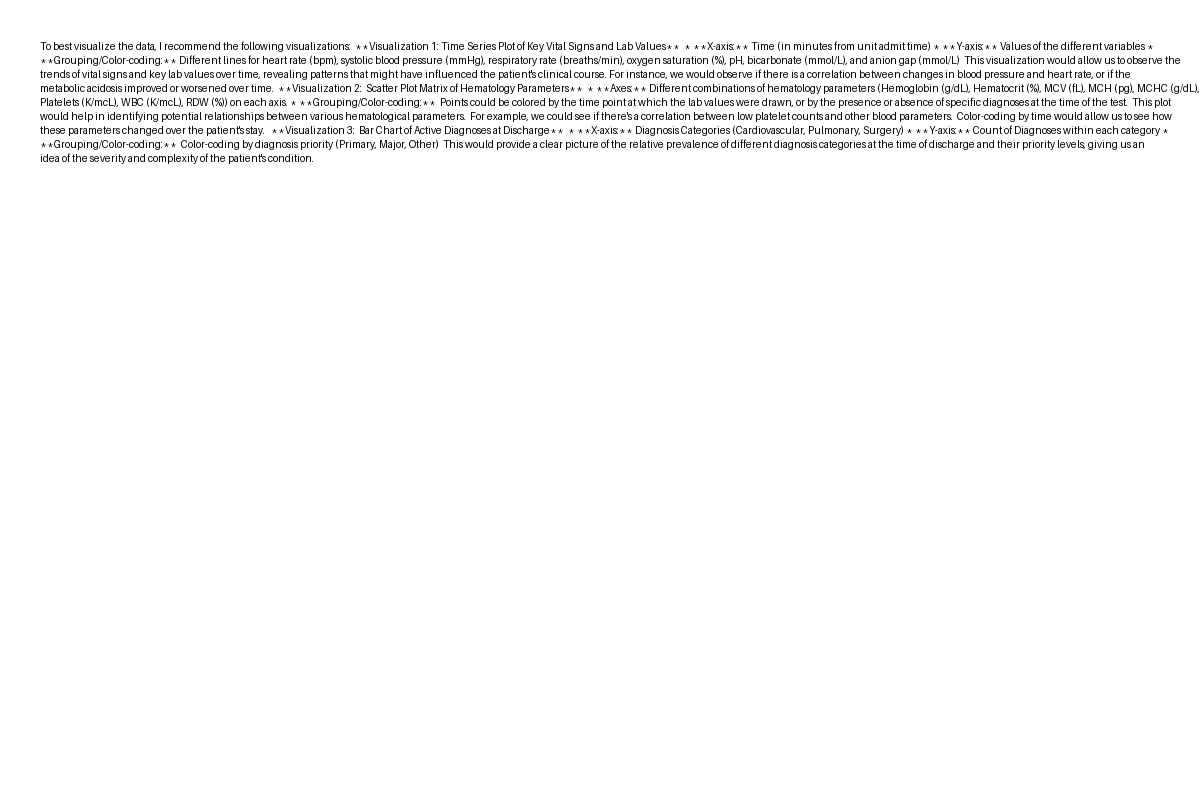 To best visualize the data, I recommend the following visualizations:  **Visualization 1: Time Series Plot of Key Vital Signs and Lab Values**  * **X-axis:** Time (in minutes from unit admit time) * **Y-axis:** Values of the different variables *
**Grouping/Color-coding:** Different lines for heart rate (bpm), systolic blood pressure (mmHg), respiratory rate (breaths/min), oxygen saturation (%), pH, bicarbonate (mmol/L), and anion gap (mmol/L)  This visualization would allow us to observe the
trends of vital signs and key lab values over time, revealing patterns that might have influenced the patient's clinical course. For instance, we would observe if there is a correlation between changes in blood pressure and heart rate, or if the
metabolic acidosis improved or worsened over time.  **Visualization 2:  Scatter Plot Matrix of Hematology Parameters**  * **Axes:** Different combinations of hematology parameters (Hemoglobin (g/dL), Hematocrit (%), MCV (fL), MCH (pg), MCHC (g/dL),
Platelets (K/mcL), WBC (K/mcL), RDW (%)) on each axis. * **Grouping/Color-coding:**  Points could be colored by the time point at which the lab values were drawn, or by the presence or absence of specific diagnoses at the time of the test.  This plot
would help in identifying potential relationships between various hematological parameters.  For example, we could see if there's a correlation between low platelet counts and other blood parameters.  Color-coding by time would allow us to see how
these parameters changed over the patient's stay.   **Visualization 3:  Bar Chart of Active Diagnoses at Discharge**  * **X-axis:** Diagnosis Categories (Cardiovascular, Pulmonary, Surgery) * **Y-axis:** Count of Diagnoses within each category *
**Grouping/Color-coding:** Color-coding by diagnosis priority (Primary, Major, Other)  This would provide a clear picture of the relative prevalence of different diagnosis categories at the time of discharge and their priority levels, giving us an
idea of the severity and complexity of the patient's condition.